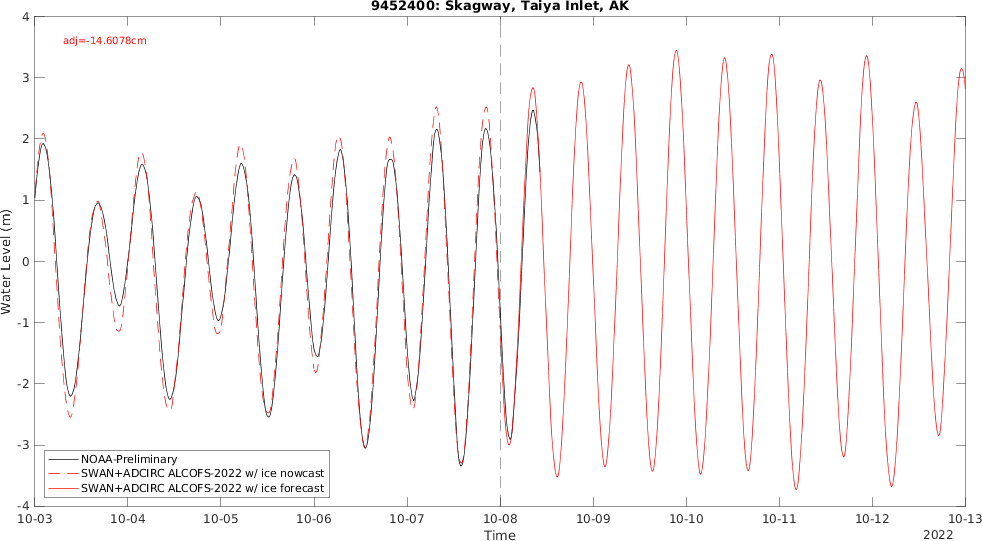 9452400: Skagway, Taiya Inlet, AK
adj=-14.6078cm
4
3
2
1
0
-1
-2
-3
-4
Water Level (m)
NOAA-Preliminary
SWAN+ADCIRC ALCOFS-2022 w/ ice nowcast
SWAN+ADCIRC ALCOFS-2022 w/ ice forecast
10-03 10-04 10-05 10-06 10-07 10-08 10-09 10-10 10-11 10-12 10-13
Time
2022